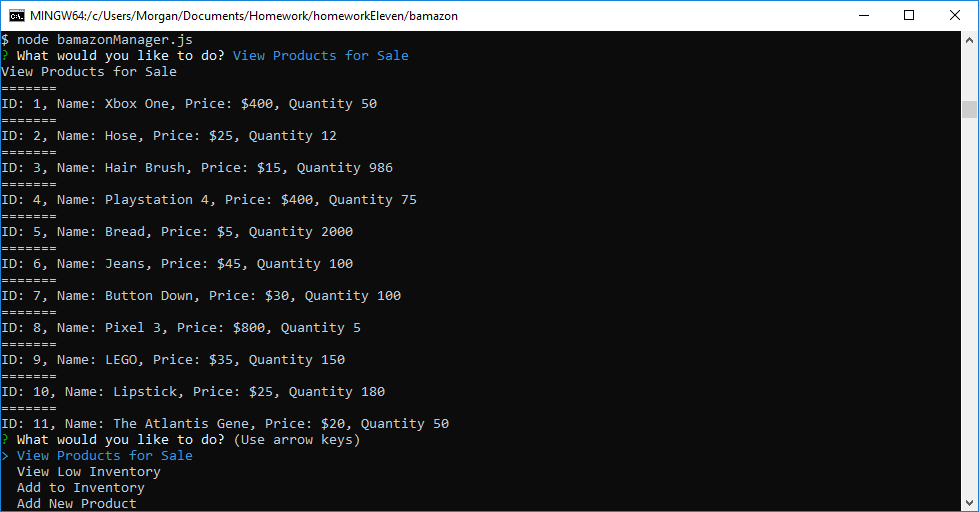 MINGW64:/c/Users/Morgan/Documents/Homework/homeworkEleven/bamazon
$ node bamazonManager.js
? What would you like to do? View Products for Sale
View Products for Sale
=======
ID: 1, Name: Xbox One, Price: $400, Quantity 50
=======
ID: 2, Name: Hose, Price: $25, Quantity 12
=======
ID: 3, Name: Hair Brush, Price: $15, Quantity 986
=======
ID: 4, Name: Playstation 4, Price: $400, Quantity 75
=======
ID: 5, Name: Bread, Price: $5, Quantity 2000
=======
ID: 6, Name: Jeans, Price: $45, Quantity 100
=======
ID: 7, Name: Button Down, Price: $30, Quantity 100
=======
ID: 8, Name: Pixel 3, Price: $800, Quantity 5
=======
ID: 9, Name: LEGO, Price: $35, Quantity 150
=======
ID: 10, Name: Lipstick, Price: $25, Quantity 180
=======
ID: 11, Name: The Atlantis Gene, Price: $20, Quantity 50
? What would you like to do? (Use arrow keys)
> View Products for Sale
View Low Inventory
Add to Inventory
Add New Product